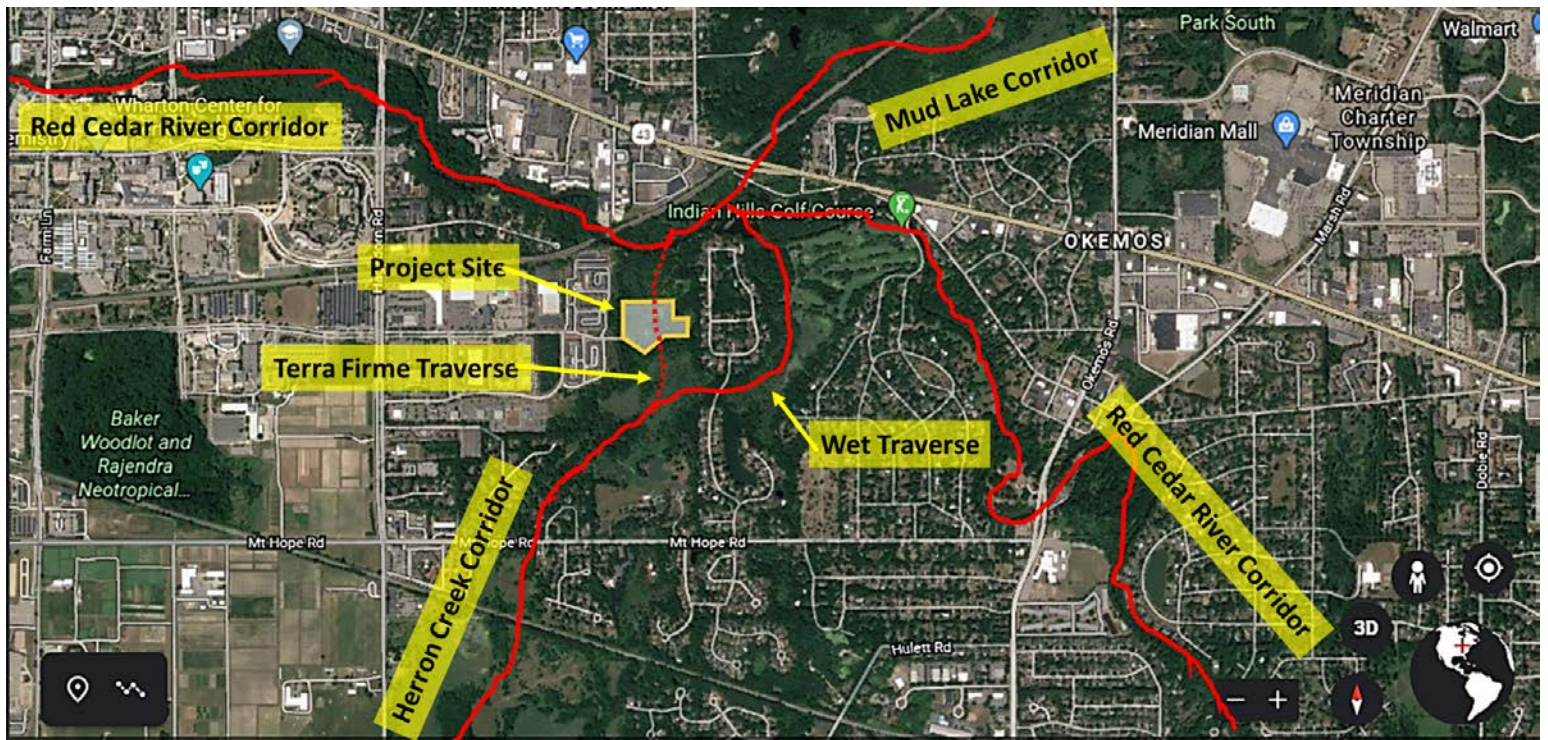 Park South
Walmart
Mud Lake Corridor
Wharton Center for
Red Cedar River Corridor
43
Meridian Mall
Meridian
Charter
Township
Farm Ln
Indian Hills Golf Course
Marsh Rd
OKEMOS
Project Site
Terra Firme Traverse
Okemos Rd
Baker
Woodlot and
Rajendra
Neotropical...
Wet Traverse
Red Cedar River Corridor
Dobie Rd
Herron Creek Corridor
Mt Hope Rd
Mt Hope Rd
Mt Hope Rd
Hulett Rd
3D